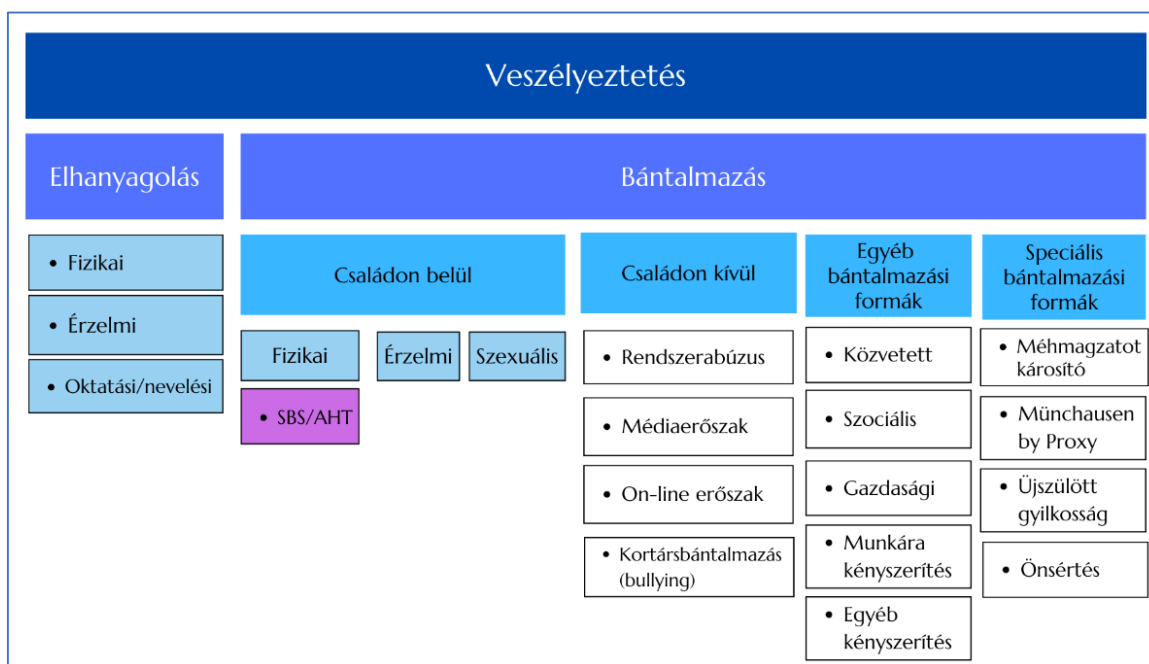 Veszélyeztetés
Elhanyagolás
Bántalmazás
• Fizikai
• Érzelmi
• Oktatási/nevelési
Családon belül
Fizikai
Érzelmi
Szexuális
• SBS/AHT
Családon kívül
• Rendszerabúzus
• Médiaerőszak
• On-line erőszak
• Kortársbántalmazás
(bullying)
Egyéb
bántalmazási
formák
• Közvetett
• Szociális
• Gazdasági
• Munkára
kényszerítés
• Egyéb
kényszerítés
Speciális
bántalmazási
formák
• Méhmagzatot
károsító
• Münchausen
by Proxy
• Üjszülött
gyilkosság
• Önsértés